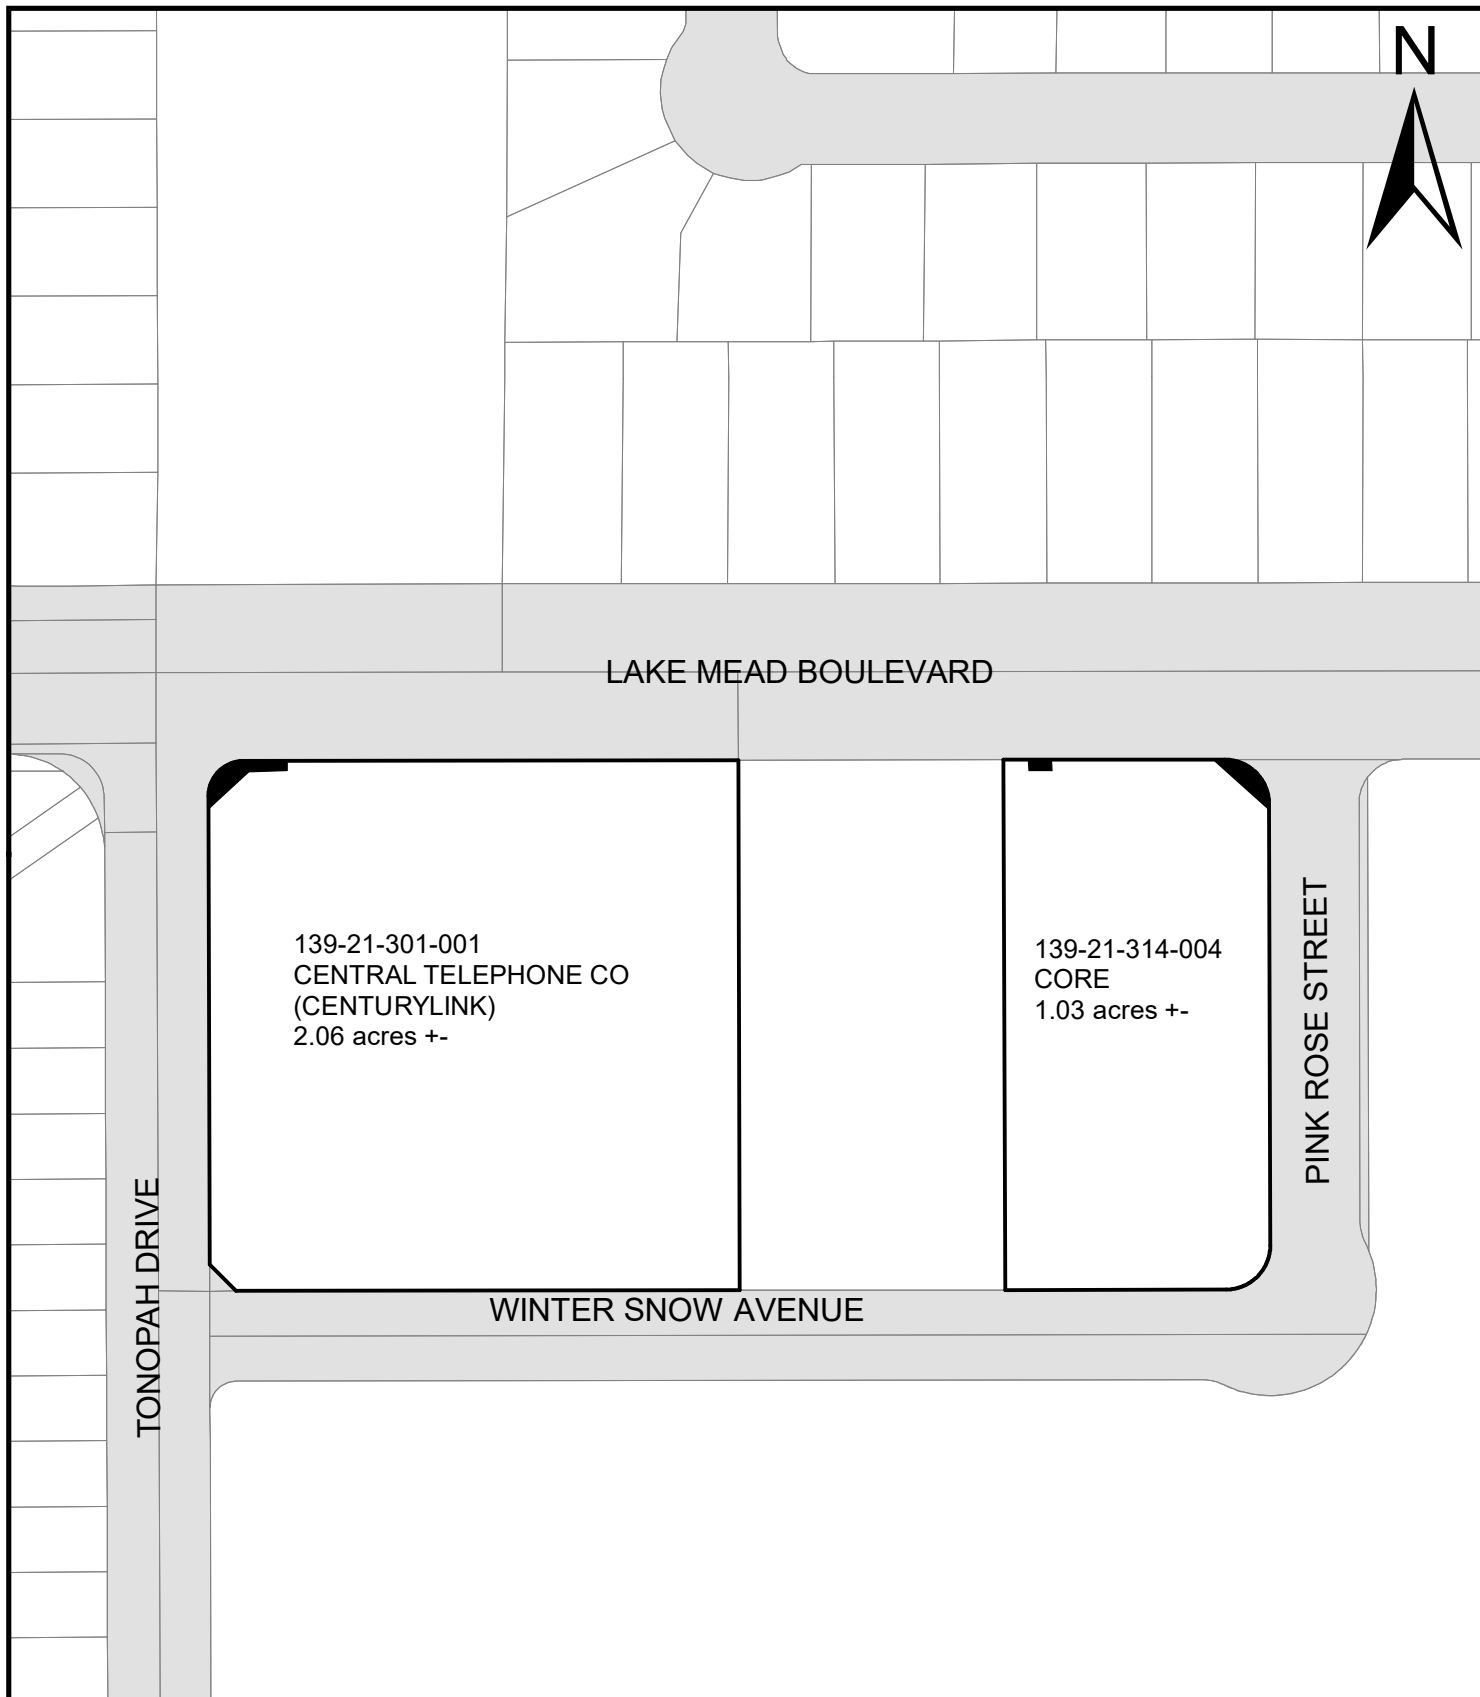 N
LAKE MEAD BOULEVARD
139-21-301-001
CENTRAL TELEPHONE CO
(CENTURYLINK)
2.06 acres +-
139-21-314-004
CORE
1.03 acres +-
PINK ROSE STREET
TONOPAH DRIVE
WINTER SNOW AVENUE